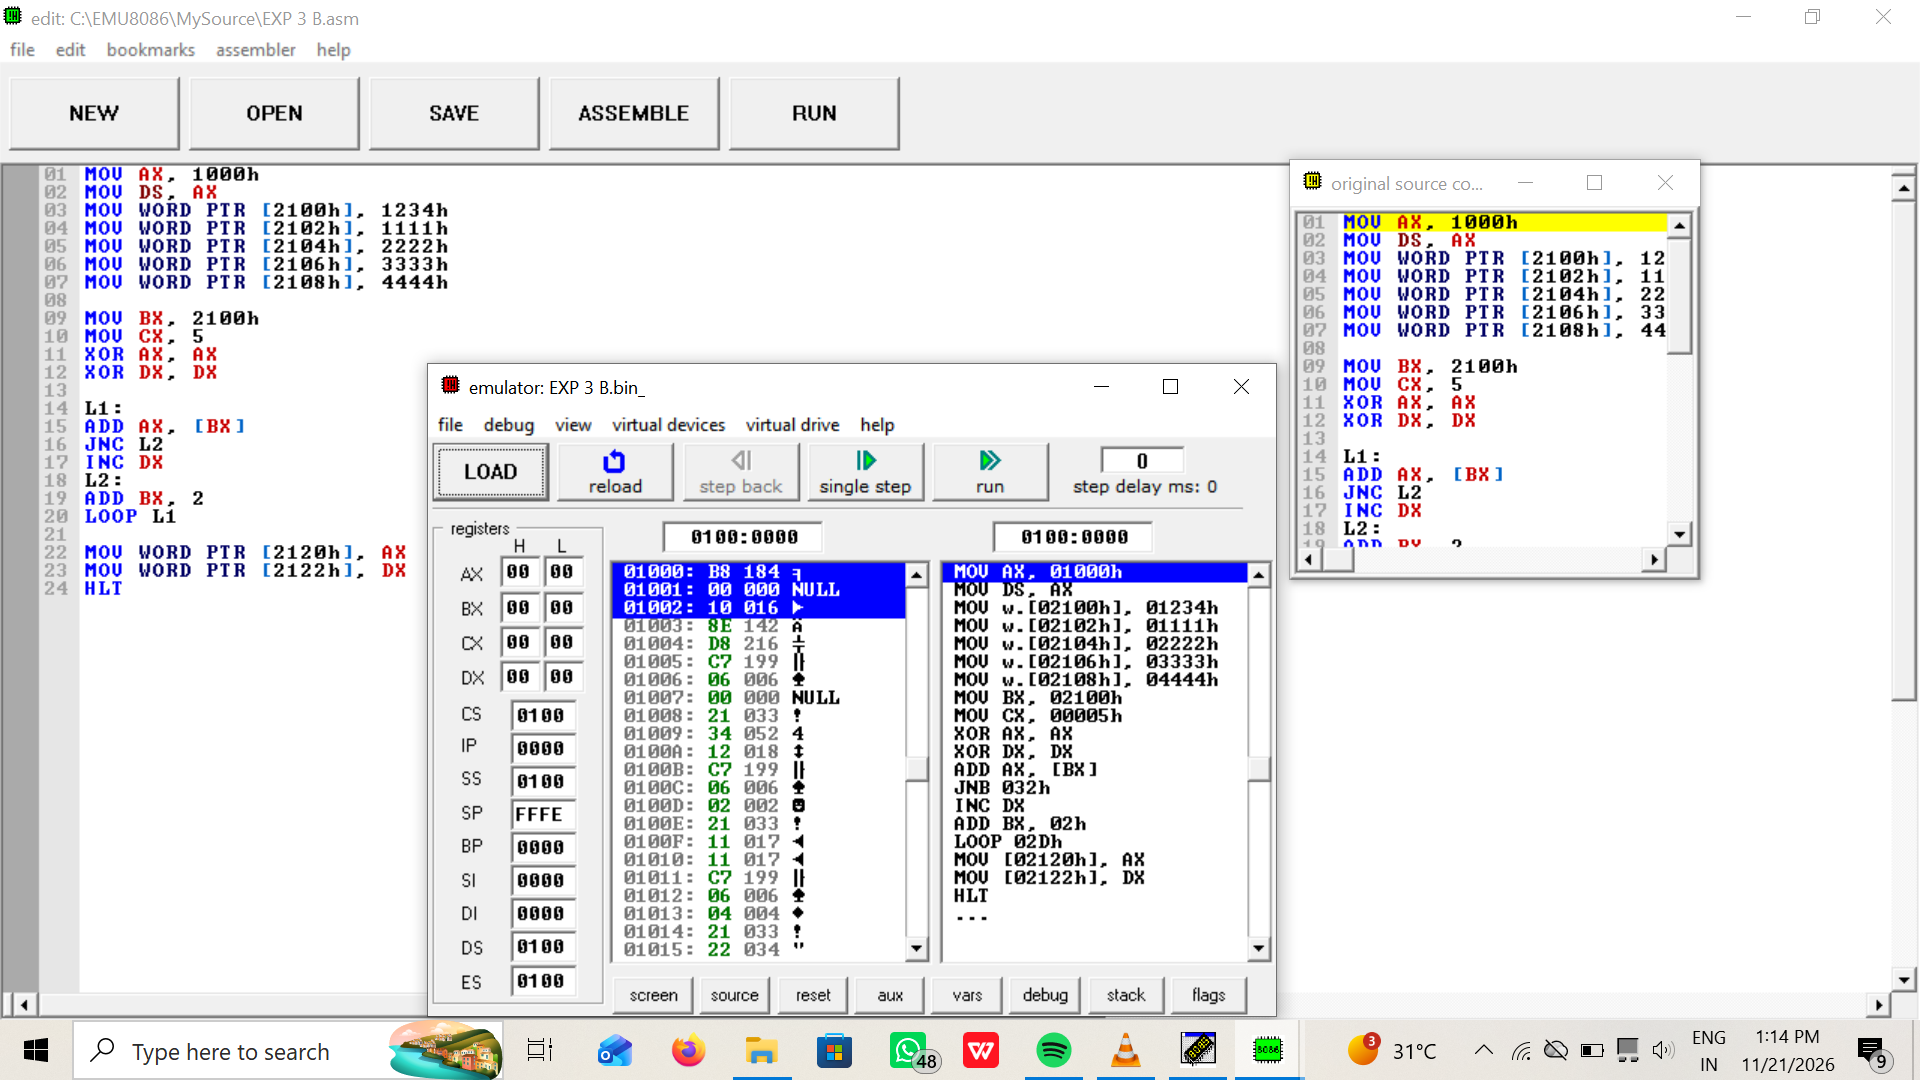 edit: C:\EMU8086\MySource\EXP 3 B.asm
file edit bookmarks assembler help
NEW OPEN SAVE ASSEMBLE RUN
01 MOV AX, 1000h
02 MOV DS, AX
03 MOV WORD PTR [2100h], 1234h
04 MOV WORD PTR [2102h], 1111h
05 MOV WORD PTR [2104h], 2222h
06 MOV WORD PTR [2106h], 3333h
07 MOV WORD PTR [2108h], 4444h
08
09 MOV BX, 2100h
10 MOV CX, 5
11 XOR AX, AX
12 XOR DX, DX
13
14 L1:
15 ADD AX, [BX]
16 JNC L2
17 INC DX
18 L2:
19 ADD BX, 2
20 LOOP L1
21
22 MOV WORD PTR [2120h], AX
23 MOV WORD PTR [2122h], DX
24 HLT
original source co...
01 MOV AX, 1000h
02 MOV DS, AX
03 MOV WORD PTR [2100h], 12
04 MOV WORD PTR [2102h], 11
05 MOV WORD PTR [2104h], 22
06 MOV WORD PTR [2106h], 33
07 MOV WORD PTR [2108h], 44
08
09 MOV BX, 2100h
10 MOV CX, 5
11 XOR AX, AX
12 XOR DX, DX
13
14 L1:
15 ADD AX, [BX]
16 JNC L2
17 INC DX
18 L2:
19 ADD BX, 2
emulator: EXP 3 B.bin_
file debug view virtual devices virtual drive help
LOAD reload step back single step run 0
step delay ms: 0
registers
H L
AX 00 00
BX 00 00
CX 00 00
DX 00 00
CS 0100
IP 0000
SS 0100
SP FFFE
BP 0000
SI 0000
DI 0000
DS 0100
ES 0100
0100:0000
01000: B8 184 ╕
01001: 00 000 NULL
01002: 10 016 ►
01003: 8E 142 Ä
01004: D8 216 ╪
01005: C7 199 ╟
01006: 06 006 ♠
01007: 00 000 NULL
01008: 21 033 !
01009: 34 052 4
0100A: 12 018 ↕
0100B: C7 199 ╟
0100C: 06 006 ♠
0100D: 02 002 ☻
0100E: 21 033 !
0100F: 11 017 ◄
01010: 11 017 ◄
01011: C7 199 ╟
01012: 06 006 ♠
01013: 04 004 ♦
01014: 21 033 !
01015: 22 034 "
0100:0000
MOV AX, 01000h
MOV DS, AX
MOV w.[02100h], 01234h
MOV w.[02102h], 01111h
MOV w.[02104h], 02222h
MOV w.[02106h], 03333h
MOV w.[02108h], 04444h
MOV BX, 02100h
MOV CX, 00005h
XOR AX, AX
XOR DX, DX
ADD AX, [BX]
JNB 032h
INC DX
ADD BX, 02h
LOOP 02Dh
MOV [02120h], AX
MOV [02122h], DX
HLT
...
screen source reset aux vars debug stack flags
Type here to search
48
W
8086
3
31°C
ENG
IN
1:14 PM
11/21/2026
9